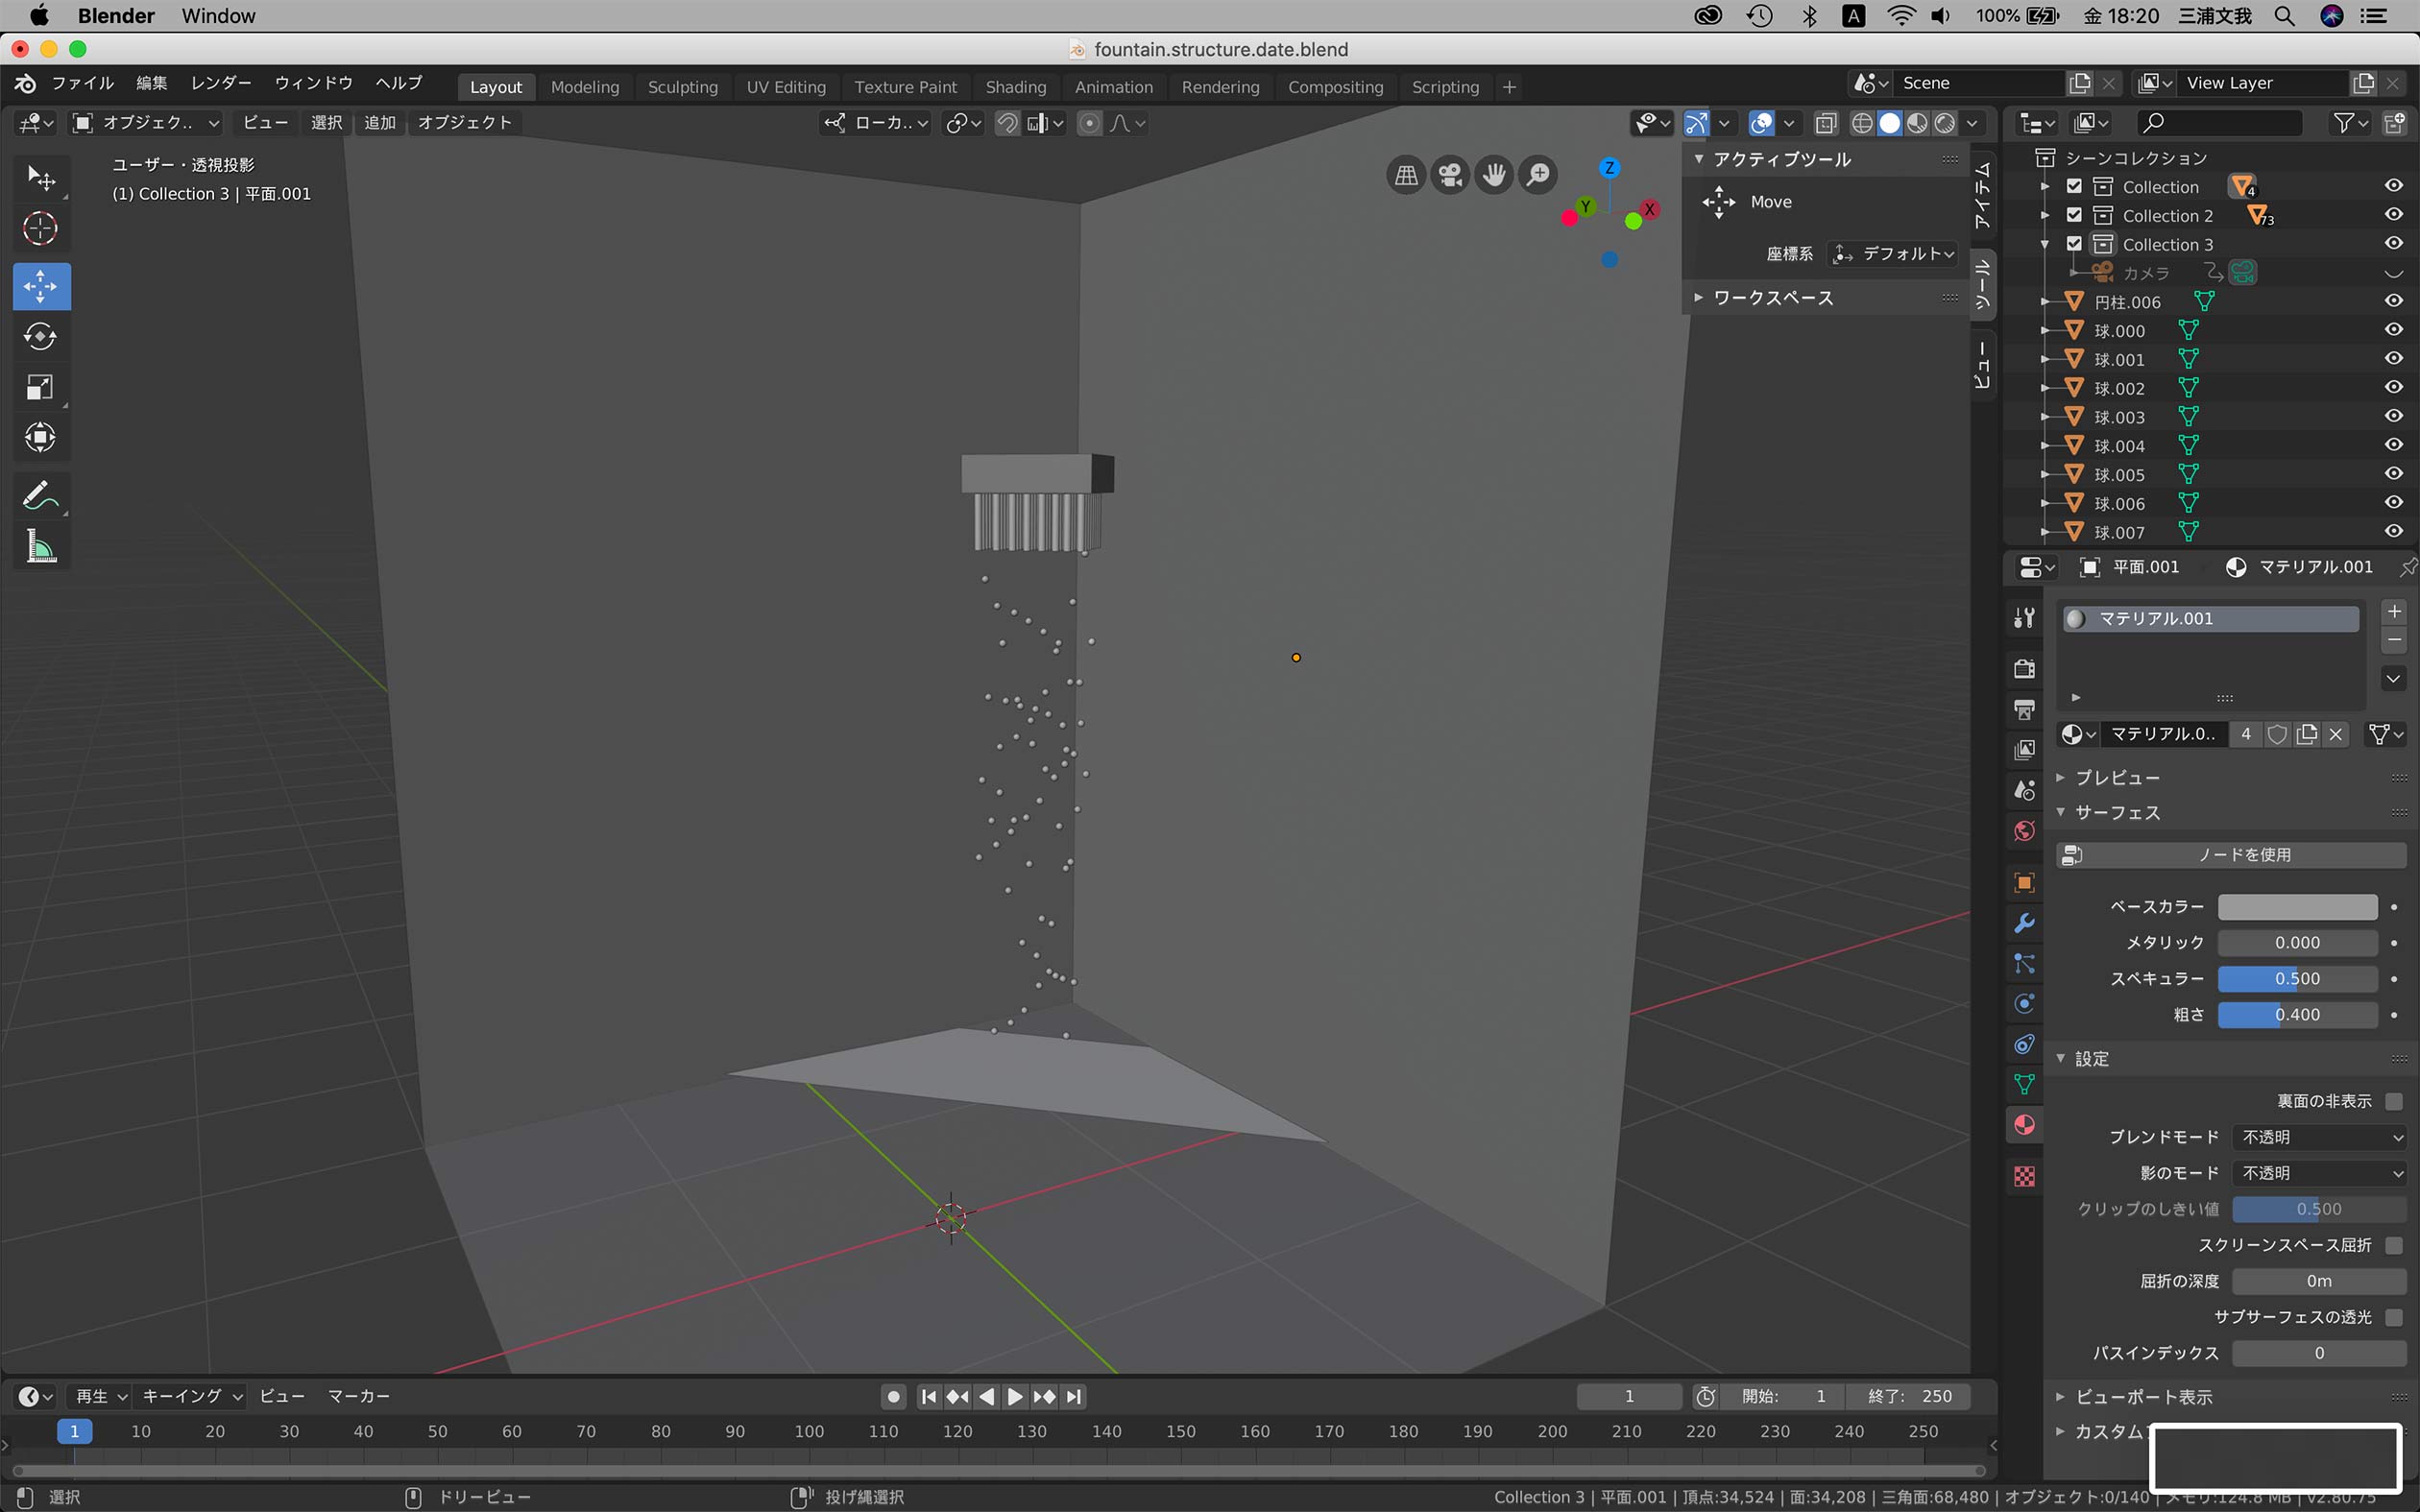 Blender Window 100% 金 18:20 三浦文我
fountain.structure.date.blend
ファイル 編集 レンダー ウィンドウ ヘルプ Layout Modeling Sculpting UV Editing Texture Paint Shading Animation Rendering Compositing Scripting + Scene View Layer
オブジェク.. ビュー 選択 追加 オブジェクト ローカ..
ユーザー・透視投影
(1) Collection 3 | 平面.001
Z
Y
X
アクティブツール
Move
座標系 デフォルト
ワークスペース
アイテム
ツール
ビュー
シーンコレクション
Collection 4
Collection 2 73
Collection 3
カメラ
円柱.006
球.000
球.001
球.002
球.003
球.004
球.005
球.006
球.007
平面.001 マテリアル.001
マテリアル.001
マテリアル.0.. 4
プレビュー
サーフェス
ノードを使用
ベースカラー
メタリック 0.000
スペキュラー 0.500
粗さ 0.400
設定
裏面の非表示
ブレンドモード 不透明
影のモード 不透明
クリップのしきい値 0.500
スクリーンスペース屈折
屈折の深度 0m
サブサーフェスの透光
パスインデックス 0
ビューポート表示
カスタム
再生 キーイング ビュー マーカー 1 開始: 1 終了: 250
1 10 20 30 40 50 60 70 80 90 100 110 120 130 140 150 160 170 180 190 200 210 220 230 240 250
選択 ドリービュー 投げ縄選択 Collection 3 | 平面.001 | 頂点:34,524 | 面:34,208 | 三角面:68,480 | オブジェクト:0/140 | メモリ:124.8 MB | v2.80.75